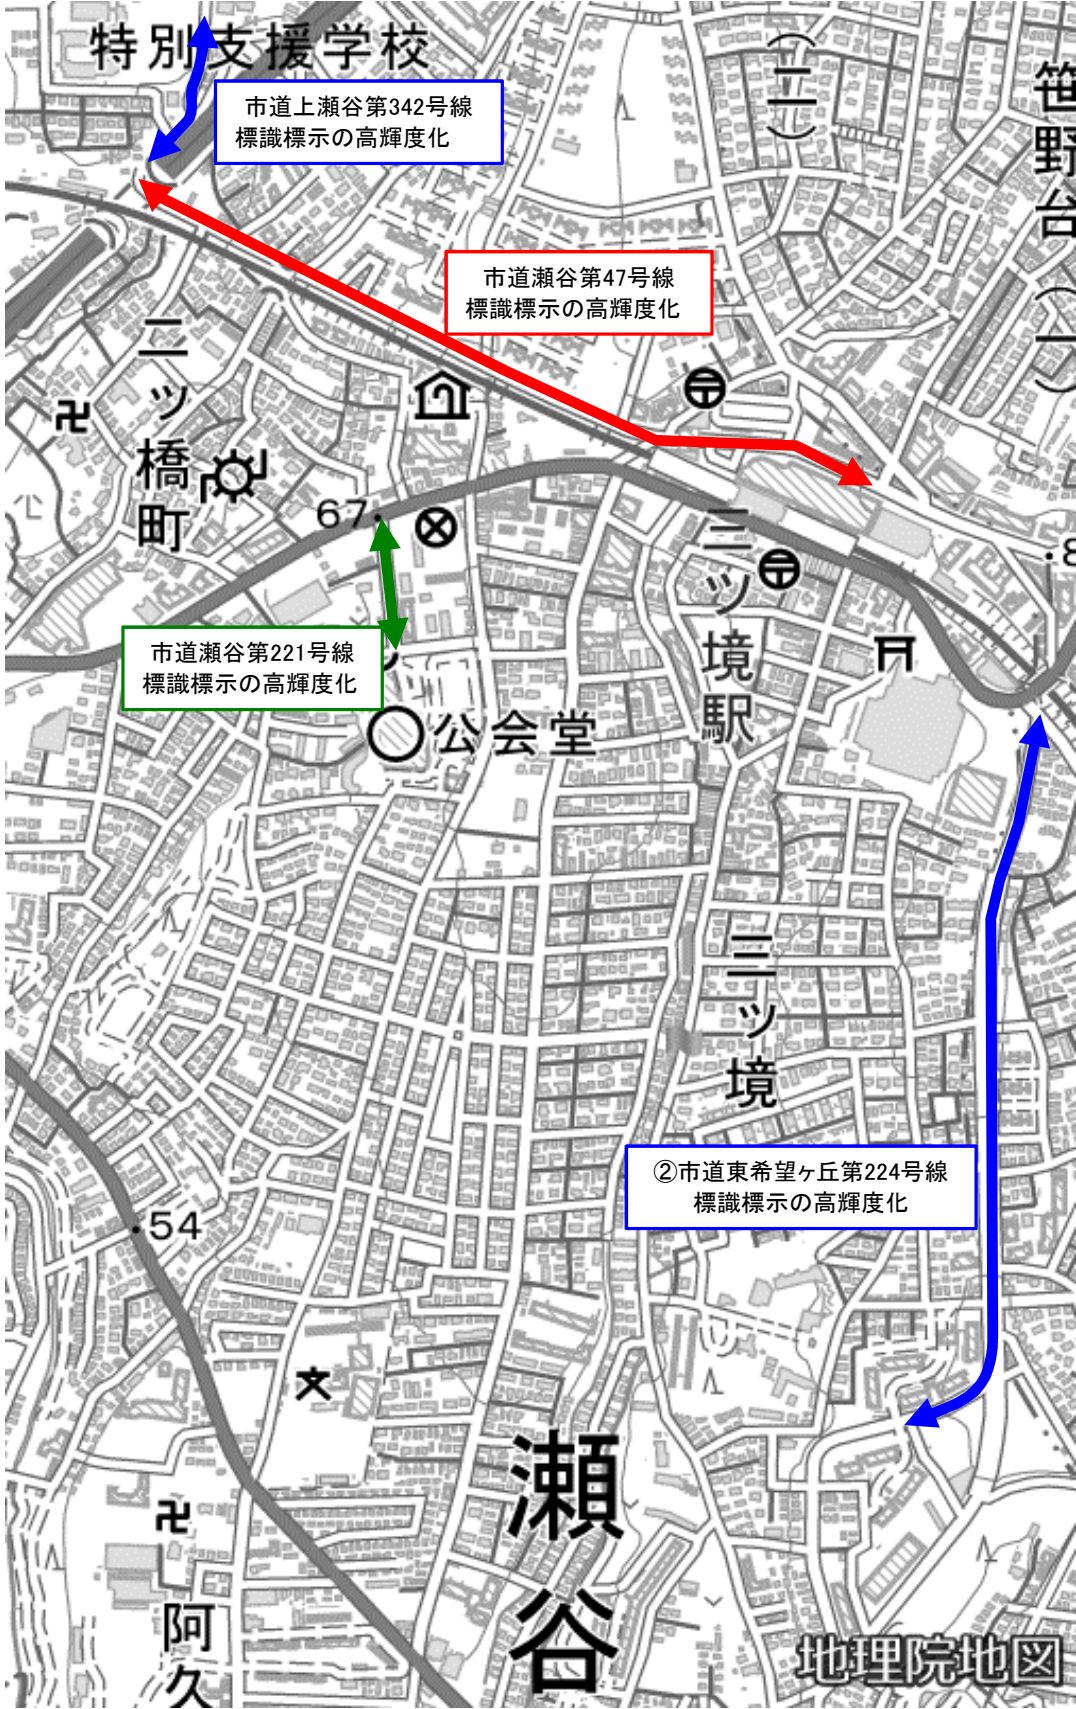 特別支援学校
市道上瀬谷第342号線
標識標示の高輝度化
(二)
笹野台(一)
市道瀬谷第47号線
標識標示の高輝度化
二ツ橋町
67
三ツ境駅
市道瀬谷第221号線
標識標示の高輝度化
公会堂
三ツ境
②市道東希望ヶ丘第224号線
標識標示の高輝度化
54
瀬谷
阿久
地理院地図